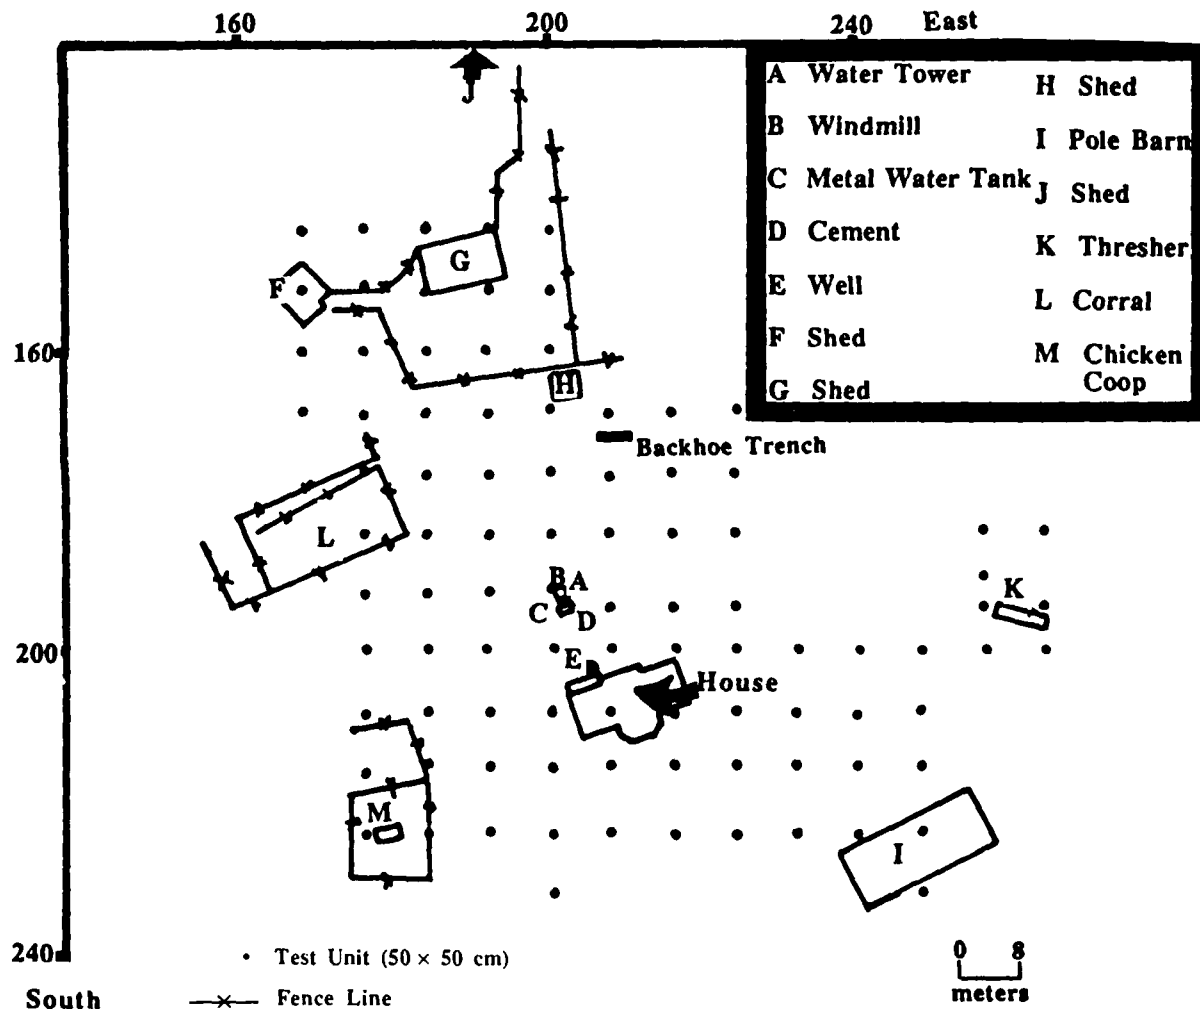 160 200 240 East
A Water Tower
B Windmill
C Metal Water Tank
D Cement
E Well
F Shed
G Shed
H Shed
I Pole Barn
J Shed
K Thresher
L Corral
M Chicken
Coop
J
G
F
160
H
Backhoe Trench
L
B A
K
C D
200
E
House
M
I
240
• Test Unit (50 × 50 cm)
0 8
meters
South
Fence Line